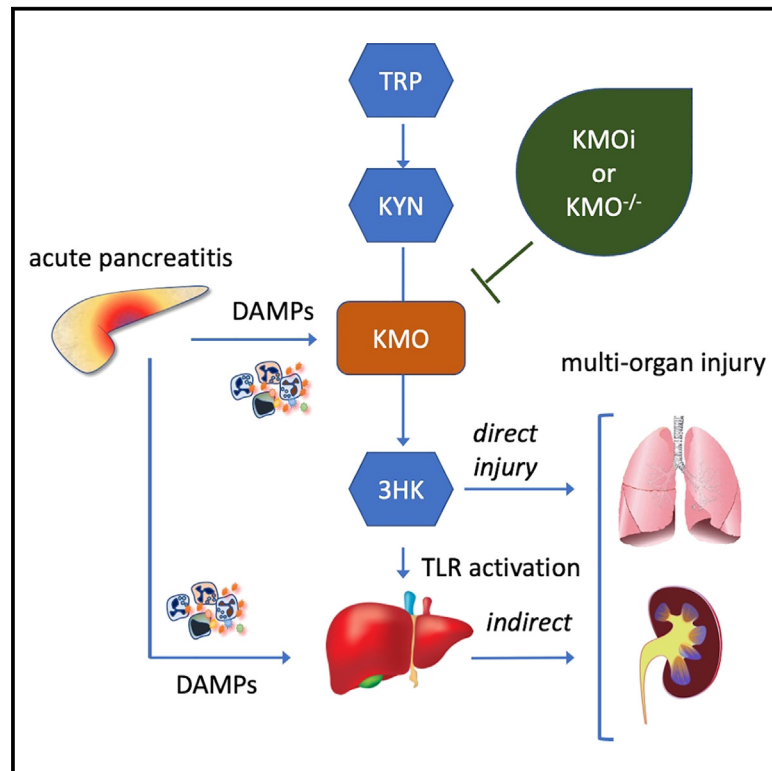 TRP
KYN
KMOi
or
KMO⁻/⁻
acute pancreatitis
DAMPs
KMO
multi-organ injury
direct
injury
3HK
TLR activation
indirect
DAMPs